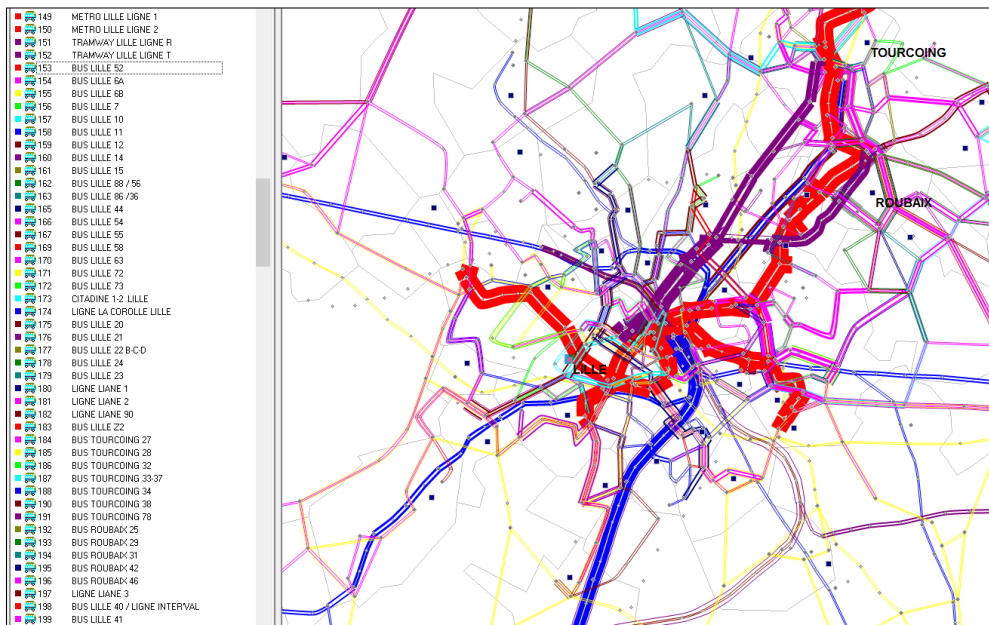 149 METRO LILLE LIGNE 1
150 METRO LILLE LIGNE 2
151 TRAMWAY LILLE LIGNE R
152 TRAMWAY LILLE LIGNE T
153 BUS LILLE 52
154 BUS LILLE 6A
155 BUS LILLE 6B
156 BUS LILLE 7
157 BUS LILLE 10
158 BUS LILLE 11
159 BUS LILLE 12
160 BUS LILLE 14
161 BUS LILLE 15
162 BUS LILLE 88 / 56
163 BUS LILLE 86 /36
165 BUS LILLE 44
166 BUS LILLE 54
167 BUS LILLE 55
169 BUS LILLE 58
170 BUS LILLE 63
171 BUS LILLE 72
172 BUS LILLE 73
173 CITADINE 1-2 LILLE
174 LIGNE LA COROLLE LILLE
175 BUS LILLE 20
176 BUS LILLE 21
177 BUS LILLE 22 B-C-D
178 BUS LILLE 24
179 BUS LILLE 23
180 LIGNE LIANE 1
181 LIGNE LIANE 2
182 LIGNE LIANE 90
183 BUS LILLE Z2
184 BUS TOURCOING 27
185 BUS TOURCOING 28
186 BUS TOURCOING 32
187 BUS TOURCOING 33-37
188 BUS TOURCOING 34
190 BUS TOURCOING 38
191 BUS TOURCOING 78
192 BUS ROUBAIX 25
193 BUS ROUBAIX 29
194 BUS ROUBAIX 31
195 BUS ROUBAIX 42
196 BUS ROUBAIX 46
197 LIGNE LIANE 3
198 BUS LILLE 40 / LIGNE INTERVAL
199 BUS LILLE 41
TOURCOING
ROUBAIX
LILLE